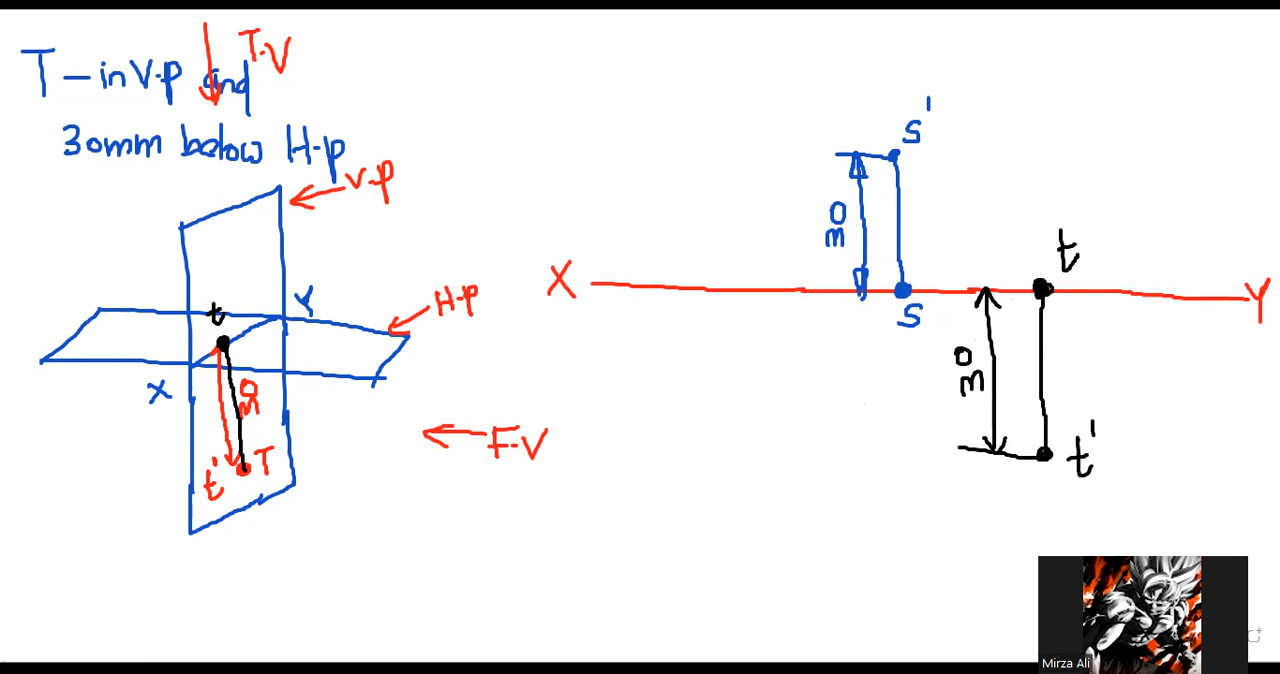 T.V
T – in V.p and
30mm below H.p
V.p
Y
H.p
t
X
30
T
t'
F.V
s'
30
X
s
t
Y
30
t'
Mirza Ali